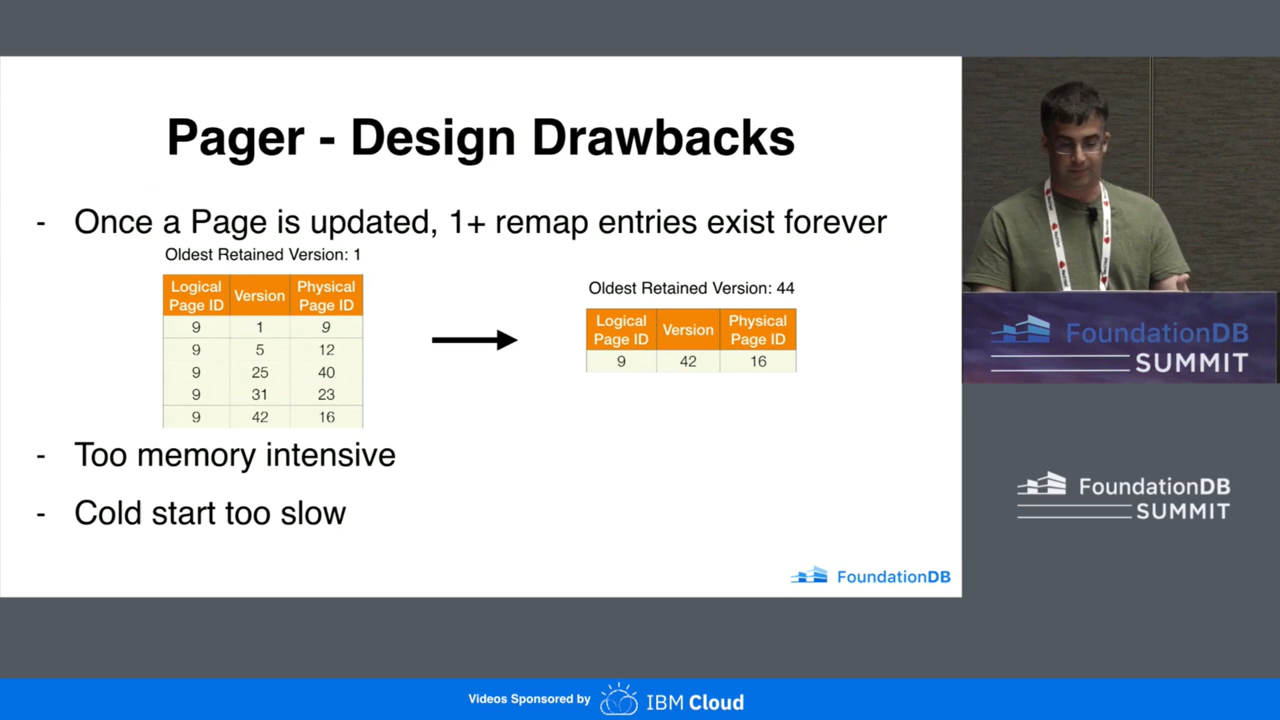 Pager - Design Drawbacks
- Once a Page is updated, 1+ remap entries exist forever
Oldest Retained Version: 1
Logical Page ID Version Physical Page ID
9 1 9
9 5 12
9 25 40
9 31 23
9 42 16
Oldest Retained Version: 44
Logical Page ID Version Physical Page ID
9 42 16
- Too memory intensive
- Cold start too slow
FoundationDB
FoundationDB
SUMMIT
FoundationDB
SUMMIT
Videos Sponsored by IBM Cloud